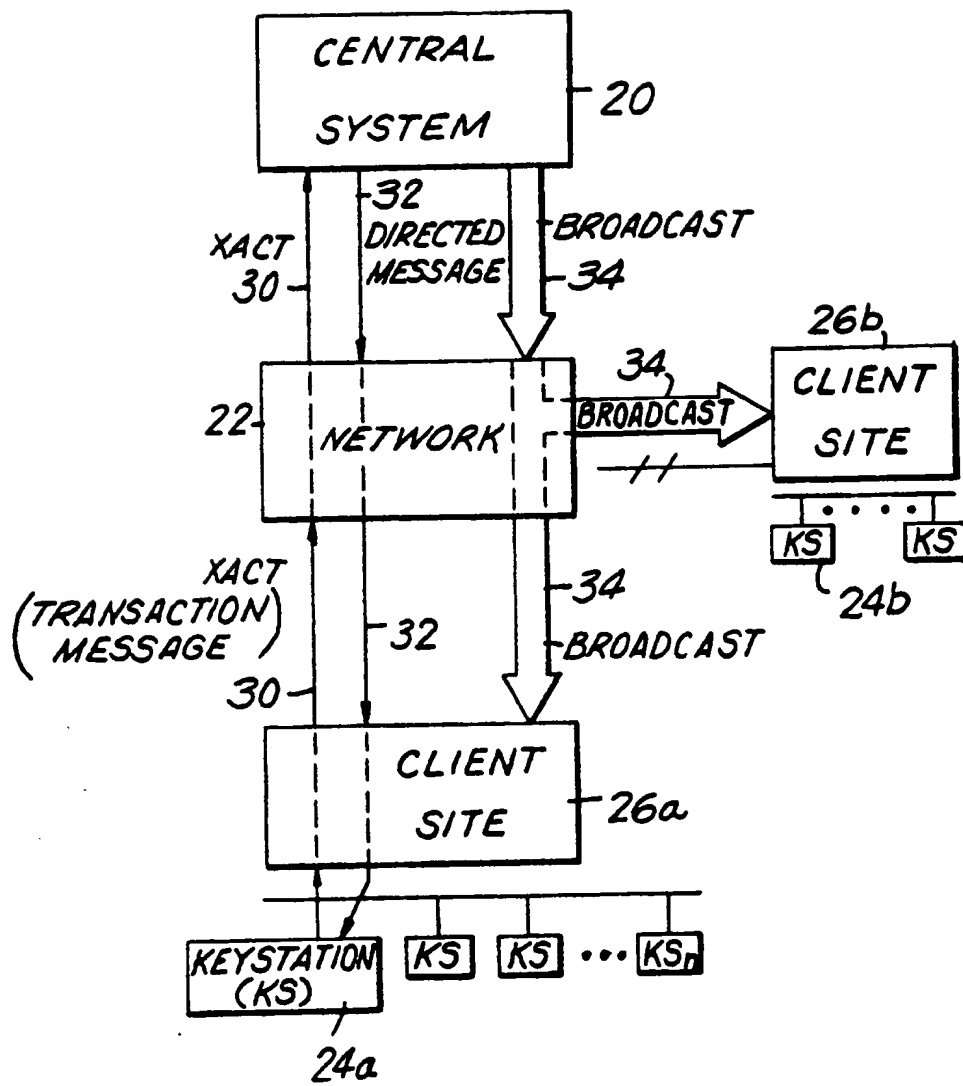 CENTRAL
SYSTEM
20
32
XACT
30
DIRECTED
MESSAGE
BROADCAST
34
26b
CLIENT
SITE
34
BROADCAST
22
NETWORK
KS
KS
24b
XACT
(TRANSACTION
MESSAGE)
30
32
34
BROADCAST
CLIENT
SITE
26a
KEYSTATION
(KS)
KS
KS
KSn
24a